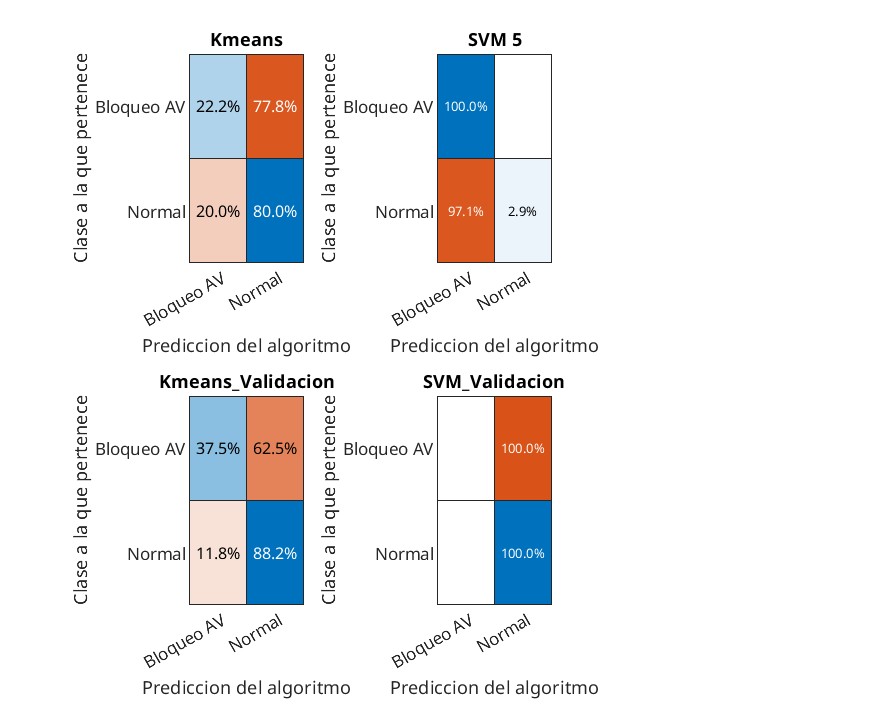 Kmeans
Clase a la que pertenece
Bloqueo AV
22.2%
77.8%
Normal
20.0%
80.0%
Bloqueo AV
Normal
Prediccion del algoritmo
SVM 5
Clase a la que pertenece
Bloqueo AV
100.0%
Normal
97.1%
2.9%
Bloqueo AV
Normal
Prediccion del algoritmo
Kmeans_Validacion
Clase a la que pertenece
Bloqueo AV
37.5%
62.5%
Normal
11.8%
88.2%
Bloqueo AV
Normal
Prediccion del algoritmo
SVM_Validacion
Clase a la que pertenece
Bloqueo AV
100.0%
Normal
100.0%
Bloqueo AV
Normal
Prediccion del algoritmo